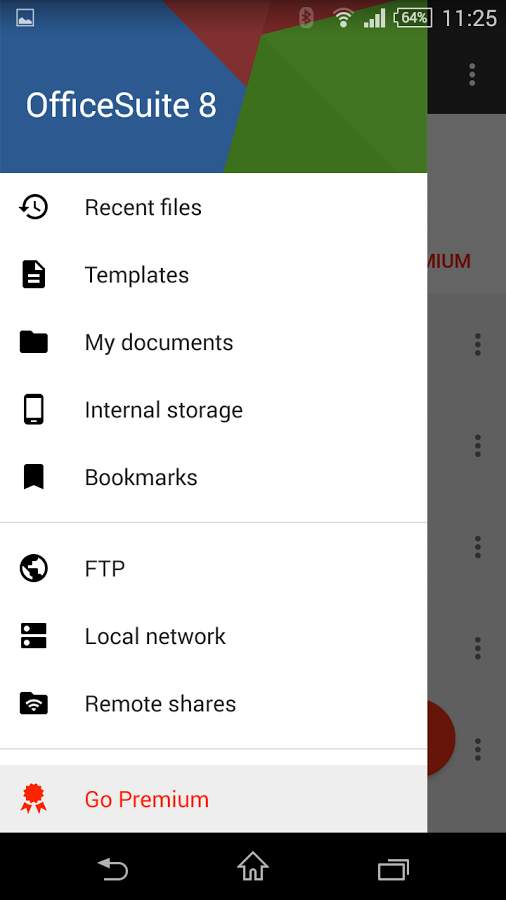 64% 11:25
OfficeSuite 8
Recent files
Templates
My documents
Internal storage
Bookmarks
FTP
Local network
Remote shares
Go Premium
MIUM